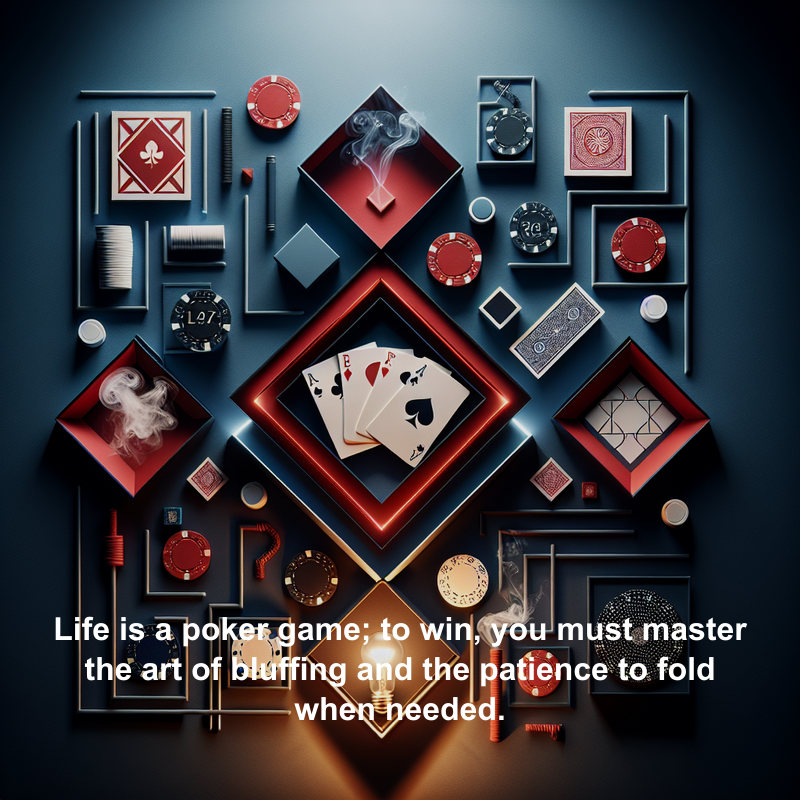 Life is a poker game; to win, you must master
the art of bluffing and the patience to fold
when needed.